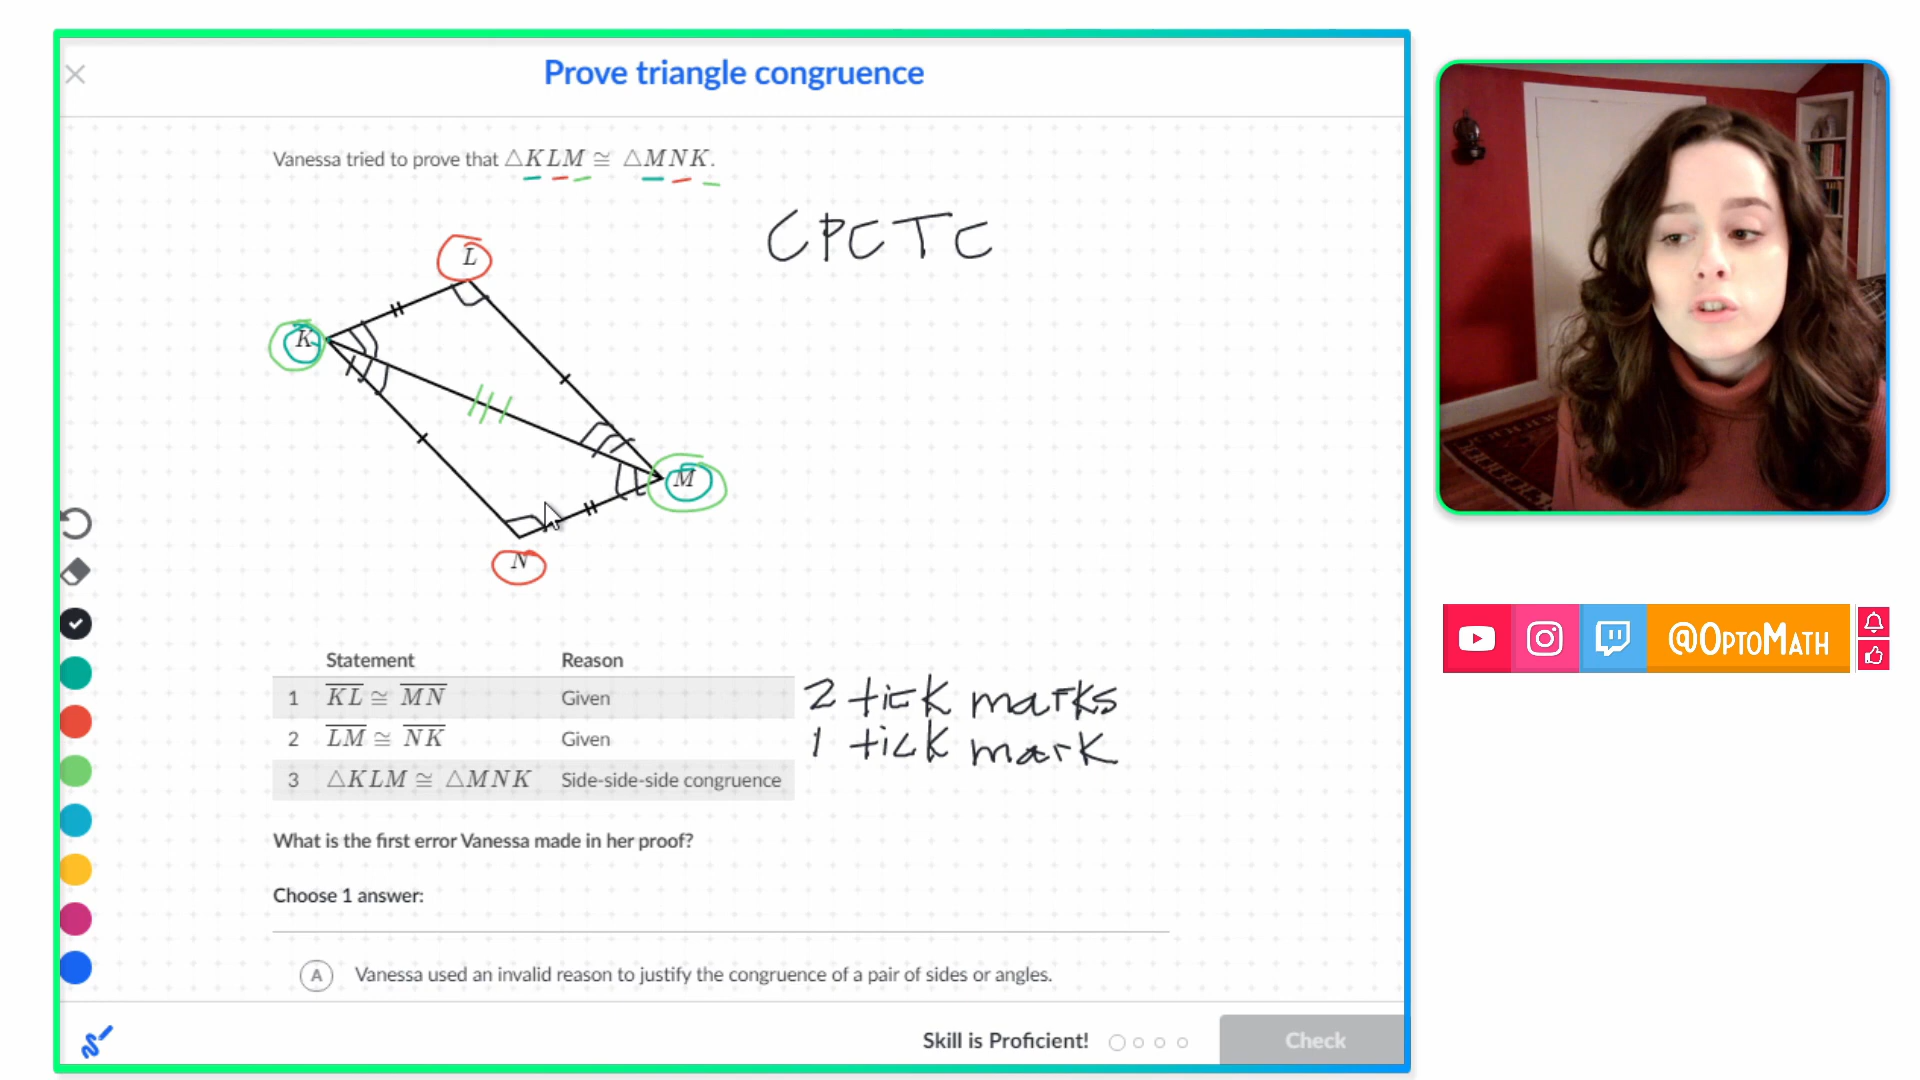 Prove triangle congruence
Vanessa tried to prove that △KLM ≅ △MNK.
CPCTC
L
K
M
N
Statement Reason
1 KL ≅ MN Given 2 tick marks
2 LM ≅ NK Given 1 tick mark
3 △KLM ≅ △MNK Side-side-side congruence
What is the first error Vanessa made in her proof?
Choose 1 answer:
A Vanessa used an invalid reason to justify the congruence of a pair of sides or angles.
Skill is Proficient!
Check
@OptoMath